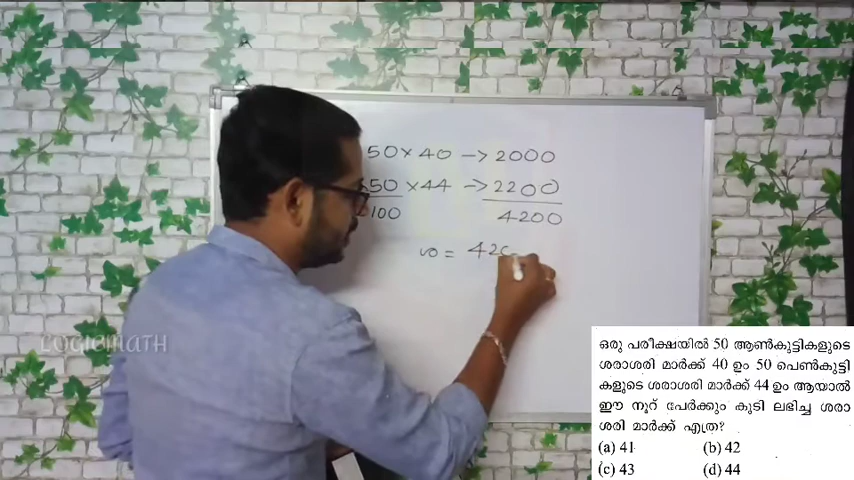 50 × 40 → 2000
50 × 44 → 2200
100 4200
ശ = 420
LOGICMATH
ഒരു പരീക്ഷയിൽ 50 ആൺകുട്ടികളുടെ
ശരാശരി മാർക്ക് 40 ഉം 50 പെൺകുട്ടി
കളുടെ ശരാശരി മാർക്ക് 44 ഉം ആയാൽ
ഈ നൂറ് പേർക്കും കുടി ലഭിച്ച ശരാ
ശരി മാർക്ക് എത്ര?
(a) 41 (b) 42
(c) 43 (d) 44